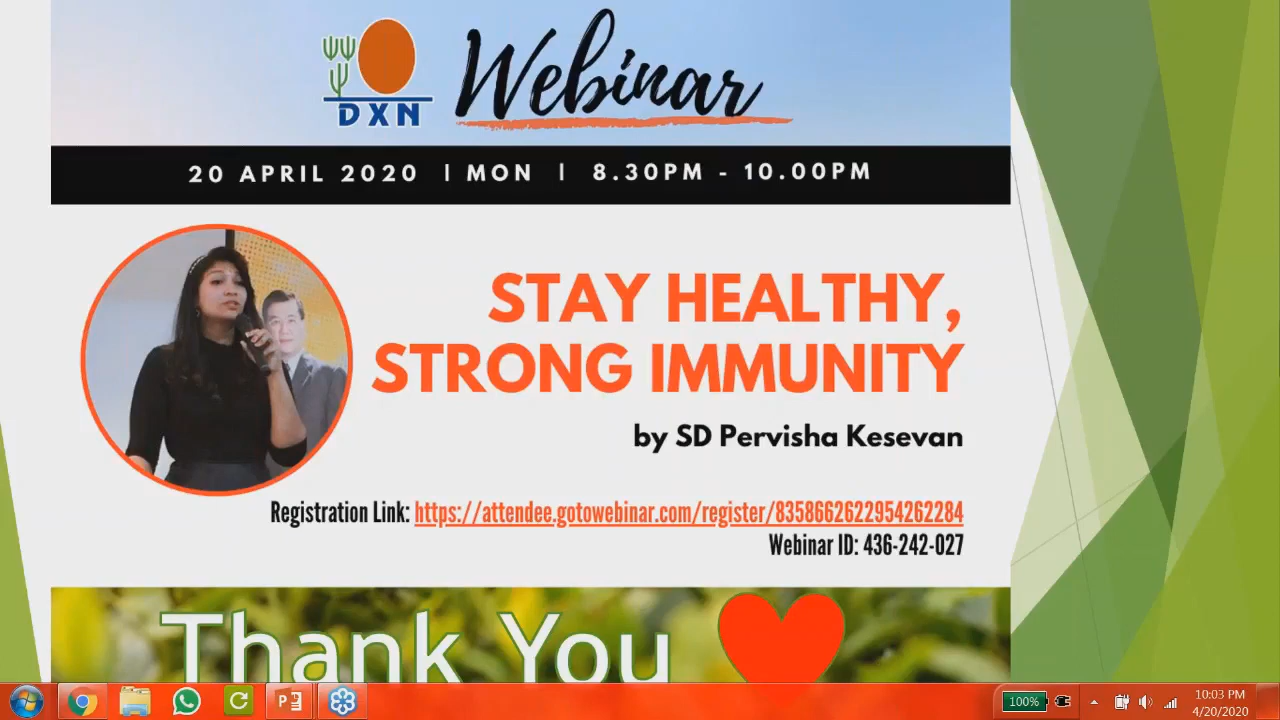 DXN
Webinar
20 APRIL 2020 | MON | 8.30PM - 10.00PM
STAY HEALTHY,
STRONG IMMUNITY
by SD Pervisha Kesevan
Registration Link: https://attendee.gotowebinar.com/register/8358662622954262284
Webinar ID: 436-242-027
Thank You
100%
10:03 PM
4/20/2020